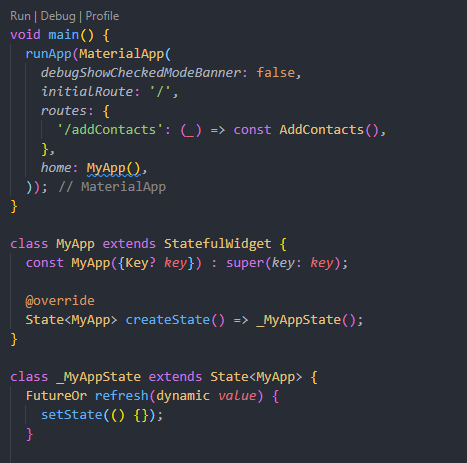 Run | Debug | Profile
void main() {
  runApp(MaterialApp(
    debugShowCheckedModeBanner: false,
    initialRoute: '/',
    routes: {
      '/addContacts': (_) => const AddContacts(),
    },
    home: MyApp(),
  )); // MaterialApp
}
class MyApp extends StatefulWidget {
  const MyApp({Key? key}) : super(key: key);
  @override
  State<MyApp> createState() => _MyAppState();
}
class _MyAppState extends State<MyApp> {
  FutureOr refresh(dynamic value) {
    setState(() {});
  }